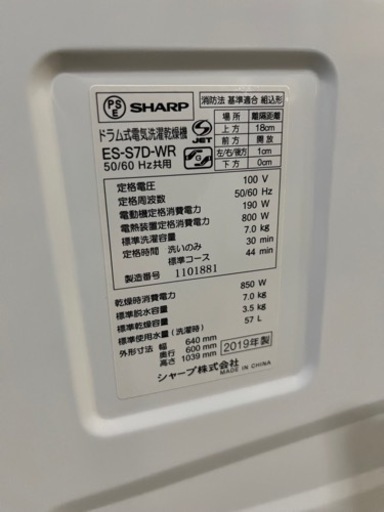 PSE SHARP
ドラム式電気洗濯乾燥機
ES-S7D-WR
50/60 Hz共用
S-JET
消防法 基準適合 組込形
場所 離隔距離
上方 18cm
前方 開放
左/右/後方 1cm
下方 0cm
定格電圧 100 V
定格周波数 50/60 Hz
電動機定格消費電力 190 W
電熱装置定格消費電力 800 W
標準洗濯容量 7.0 kg
定格時間 洗いのみ 30 min
標準コース 44 min
製造番号 1101881
乾燥時消費電力 850 W
標準脱水容量 7.0 kg
標準乾燥容量 3.5 kg
標準使用水量(洗濯時) 57 L
外形寸法 幅 640 mm
奥行 600 mm
高さ 1039 mm
2019年製
シャープ株式会社
MADE IN CHINA